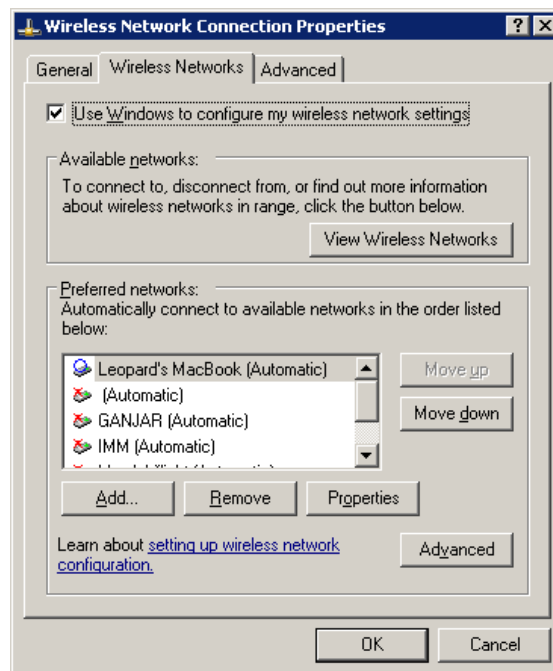 Wireless Network Connection Properties
General Wireless Networks Advanced
Use Windows to configure my wireless network settings
Available networks:
To connect to, disconnect from, or find out more information
about wireless networks in range, click the button below.
View Wireless Networks
Preferred networks:
Automatically connect to available networks in the order listed
below:
Leopard's MacBook (Automatic)
(Automatic)
GANJAR (Automatic)
IMM (Automatic)
Move up
Move down
Add... Remove Properties
Learn about setting up wireless network
configuration.
Advanced
OK Cancel